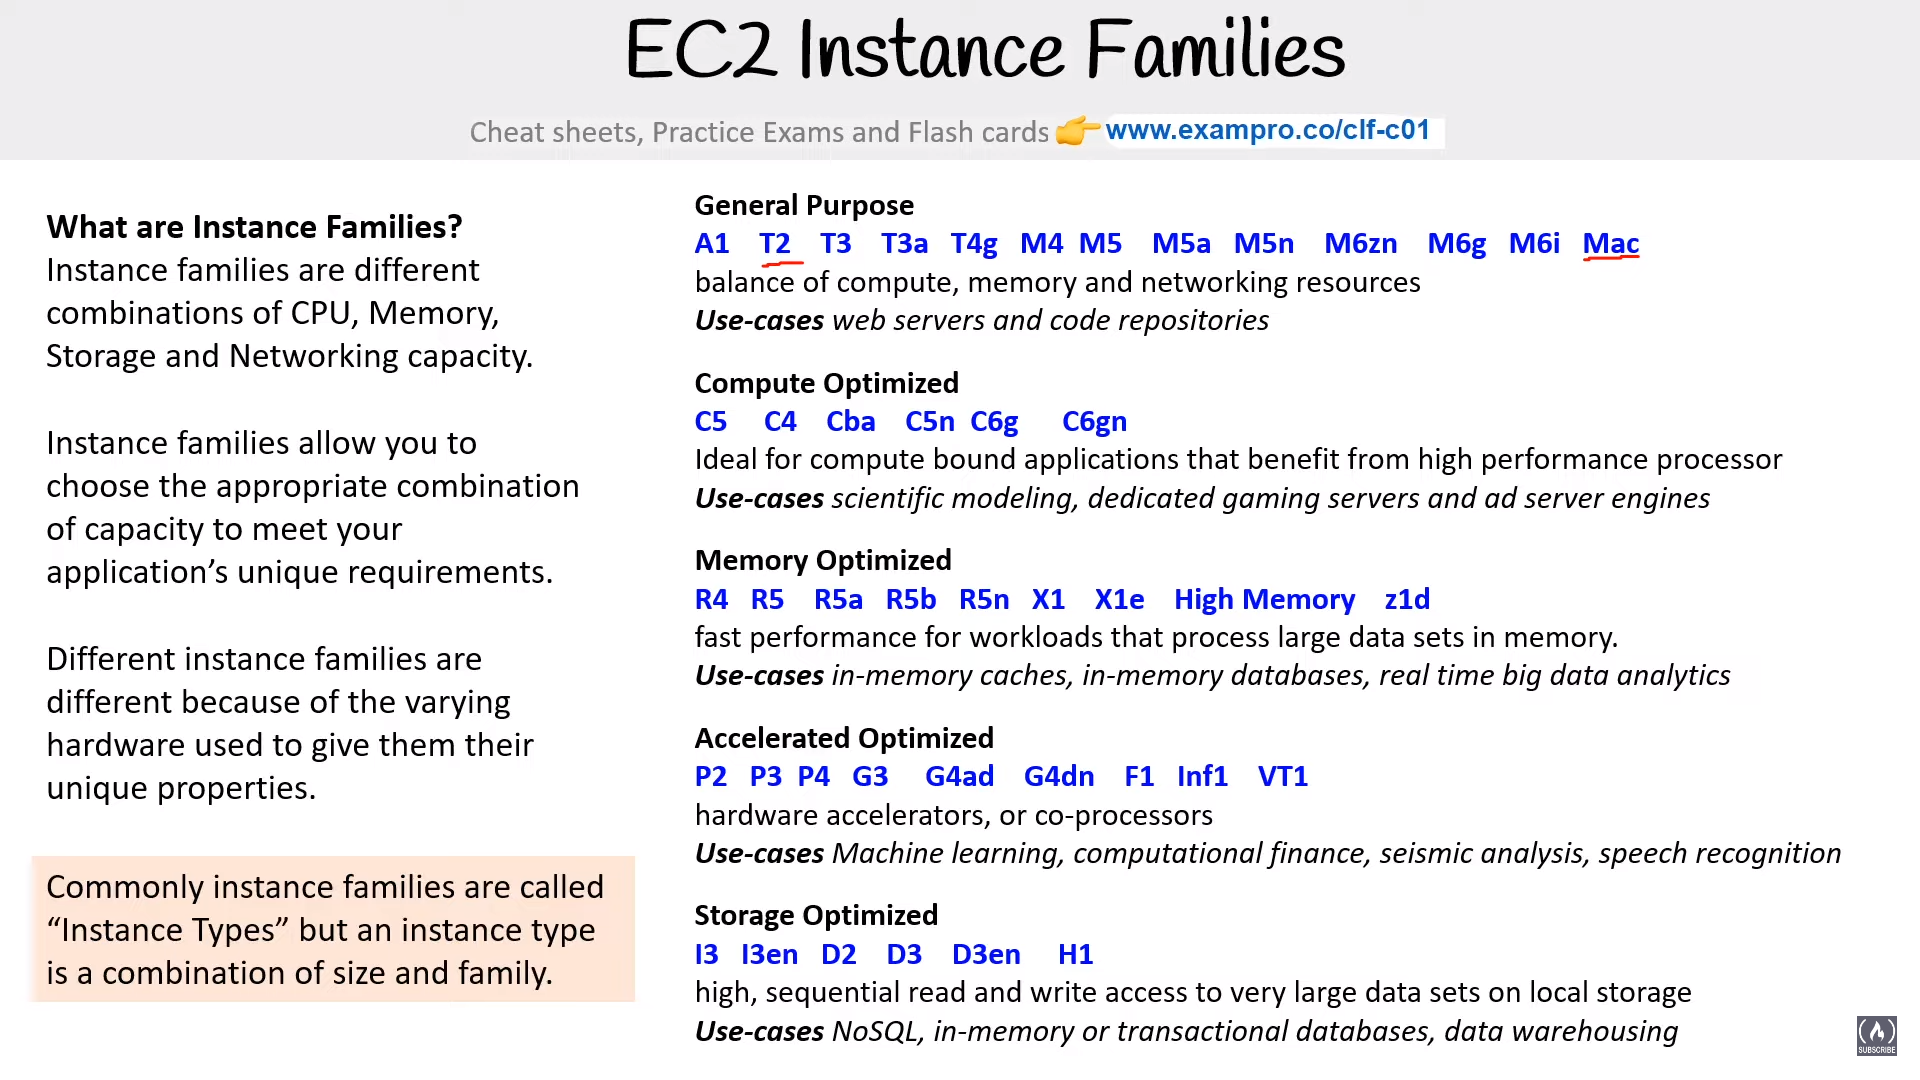 EC2 Instance Families
Cheat sheets, Practice Exams and Flash cards 👉 www.exampro.co/clf-c01
What are Instance Families?
Instance families are different
combinations of CPU, Memory,
Storage and Networking capacity.
Instance families allow you to
choose the appropriate combination
of capacity to meet your
application’s unique requirements.
Different instance families are
different because of the varying
hardware used to give them their
unique properties.
Commonly instance families are called
“Instance Types” but an instance type
is a combination of size and family.
General Purpose
A1 T2 T3 T3a T4g M4 M5 M5a M5n M6zn M6g M6i Mac
balance of compute, memory and networking resources
Use-cases web servers and code repositories
Compute Optimized
C5 C4 Cba C5n C6g C6gn
Ideal for compute bound applications that benefit from high performance processor
Use-cases scientific modeling, dedicated gaming servers and ad server engines
Memory Optimized
R4 R5 R5a R5b R5n X1 X1e High Memory z1d
fast performance for workloads that process large data sets in memory.
Use-cases in-memory caches, in-memory databases, real time big data analytics
Accelerated Optimized
P2 P3 P4 G3 G4ad G4dn F1 Inf1 VT1
hardware accelerators, or co-processors
Use-cases Machine learning, computational finance, seismic analysis, speech recognition
Storage Optimized
I3 I3en D2 D3 D3en H1
high, sequential read and write access to very large data sets on local storage
Use-cases NoSQL, in-memory or transactional databases, data warehousing
SUBSCRIBE